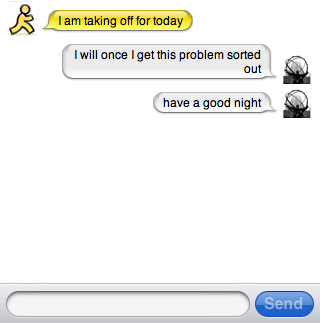 I am taking off for today
I will once I get this problem sorted
out
have a good night
Send